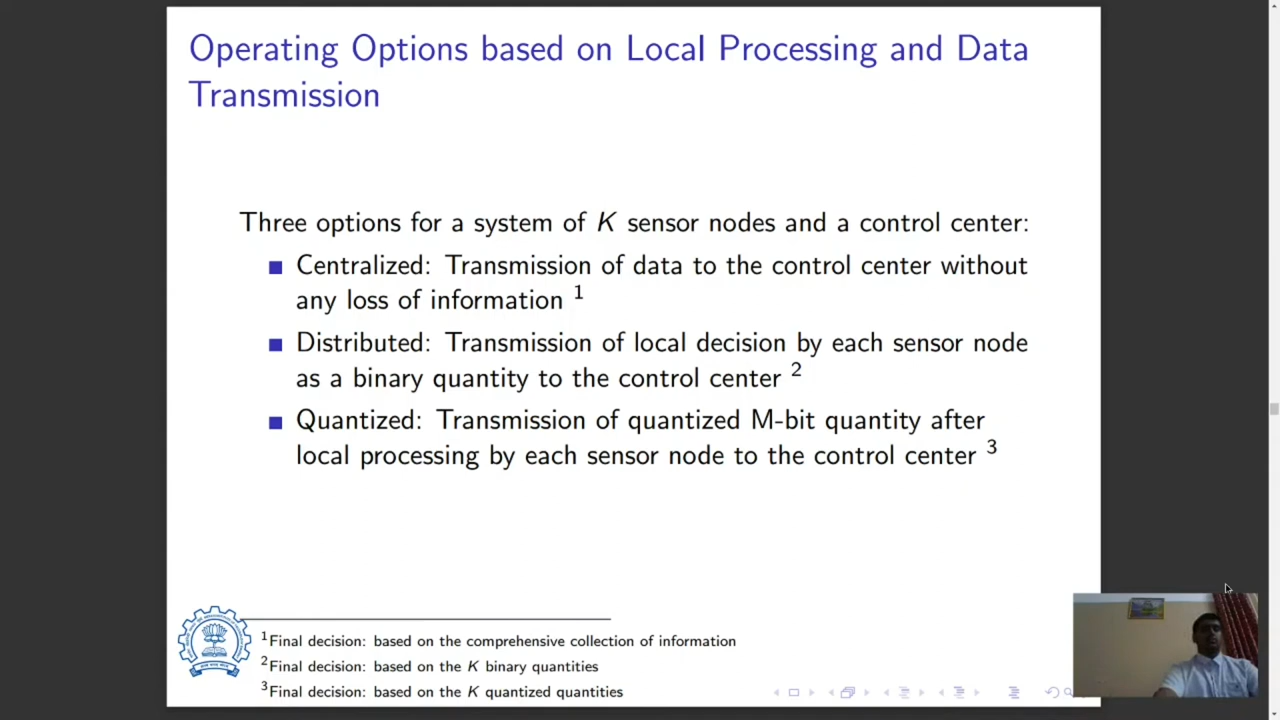 Operating Options based on Local Processing and Data
Transmission
Three options for a system of K sensor nodes and a control center:
Centralized: Transmission of data to the control center without
any loss of information 1
Distributed: Transmission of local decision by each sensor node
as a binary quantity to the control center 2
Quantized: Transmission of quantized M-bit quantity after
local processing by each sensor node to the control center 3
1Final decision: based on the comprehensive collection of information
2Final decision: based on the K binary quantities
3Final decision: based on the K quantized quantities